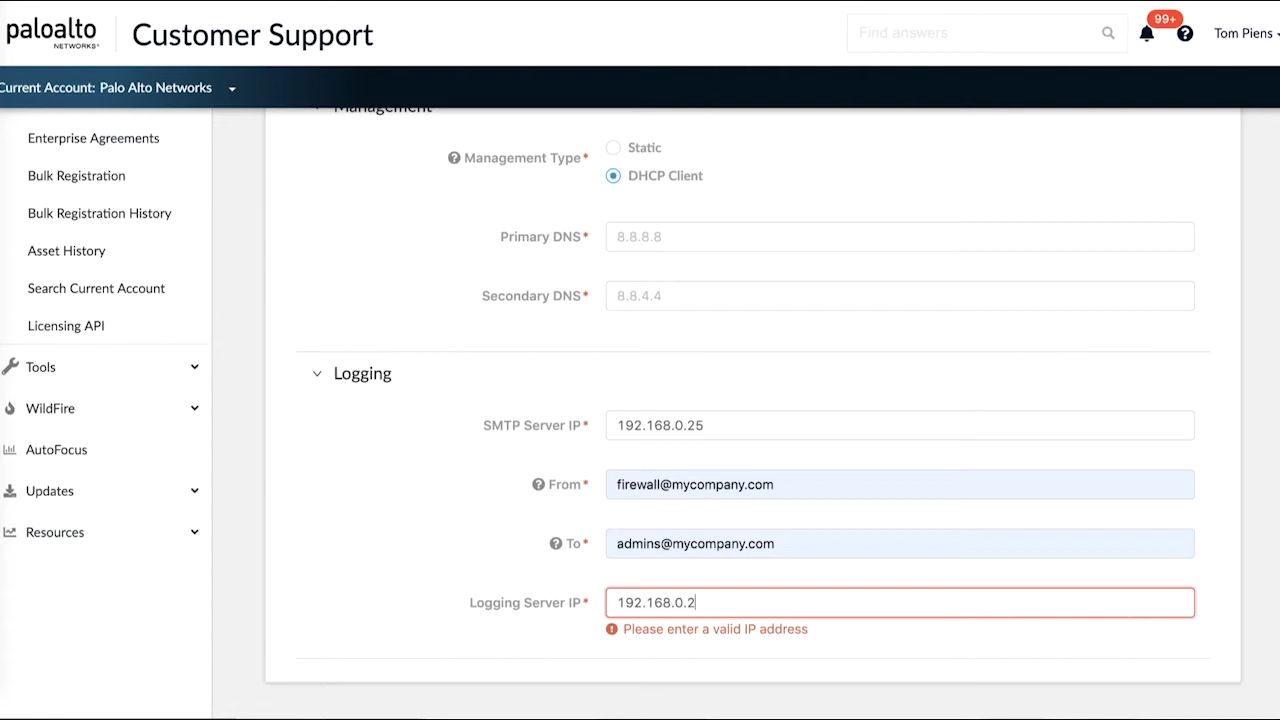 paloalto
NETWORKS
Customer Support
Find answers
99+
Tom Piens
Current Account: Palo Alto Networks
Enterprise Agreements
Bulk Registration
Bulk Registration History
Asset History
Search Current Account
Licensing API
Tools
WildFire
AutoFocus
Updates
Resources
Management
Management Type*
Static
DHCP Client
Primary DNS*
8.8.8.8
Secondary DNS*
8.8.4.4
Logging
SMTP Server IP*
192.168.0.25
From*
firewall@mycompany.com
To*
admins@mycompany.com
Logging Server IP*
192.168.0.2
Please enter a valid IP address